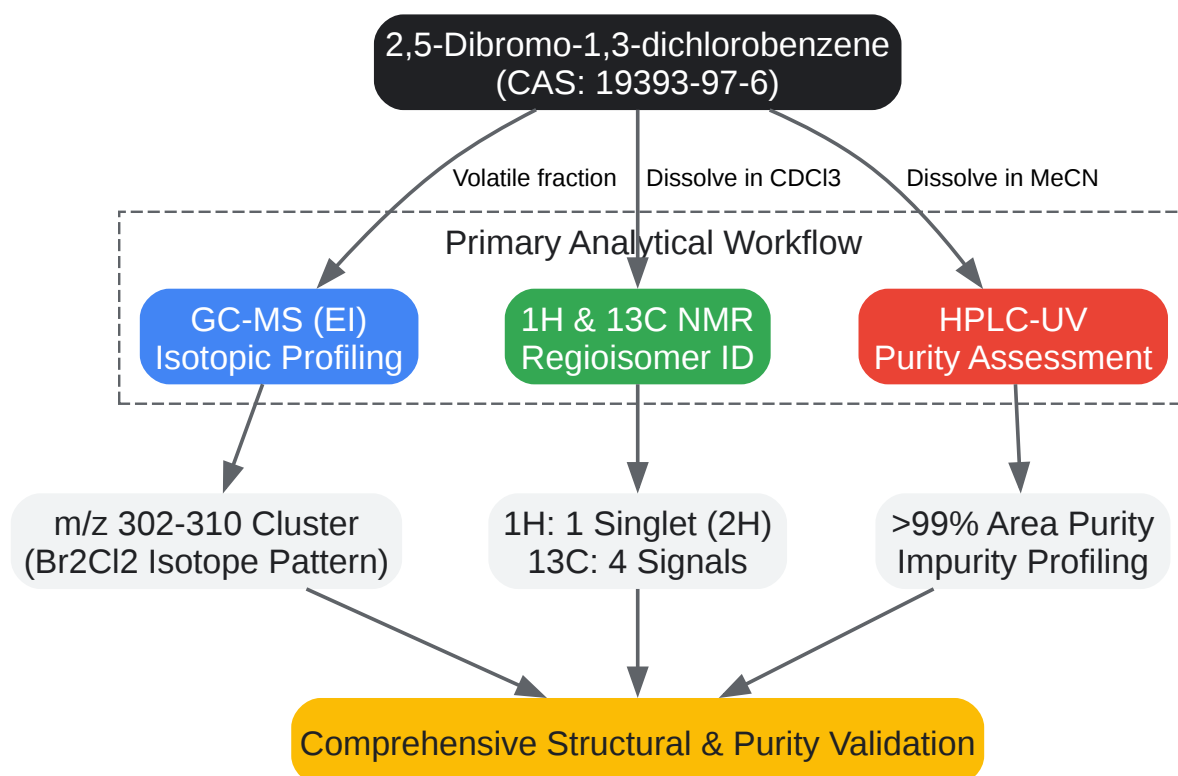 2,5-Dibromo-1,3-dichlorobenzene
(CAS: 19393-97-6)
Volatile fraction
Dissolve in CDCl3
Dissolve in MeCN
Primary Analytical Workflow
GC-MS (EI)
Isotopic Profiling
1H & 13C NMR
Regioisomer ID
HPLC-UV
Purity Assessment
m/z 302-310 Cluster
(Br2Cl2 Isotope Pattern)
1H: 1 Singlet (2H)
13C: 4 Signals
>99% Area Purity
Impurity Profiling
Comprehensive Structural & Purity Validation